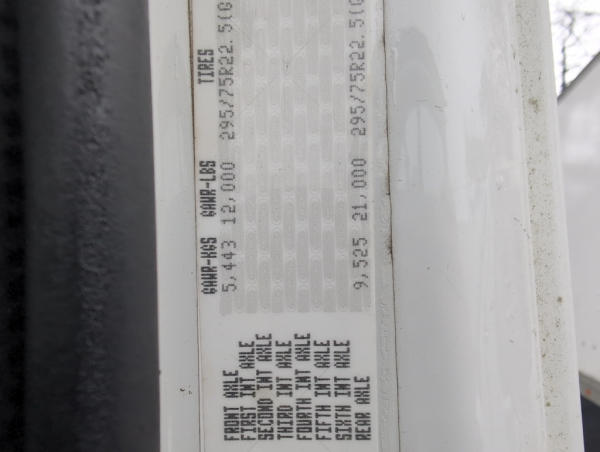 GAWR-KGS GAWR-LBS TIRES
FRONT AXLE 5,443 12,000 295/75R22.5(G
FIRST INT AXLE
SECOND INT AXLE
THIRD INT AXLE
FOURTH INT AXLE
FIFTH INT AXLE
SIXTH INT AXLE
REAR AXLE 9,525 21,000 295/75R22.5(G